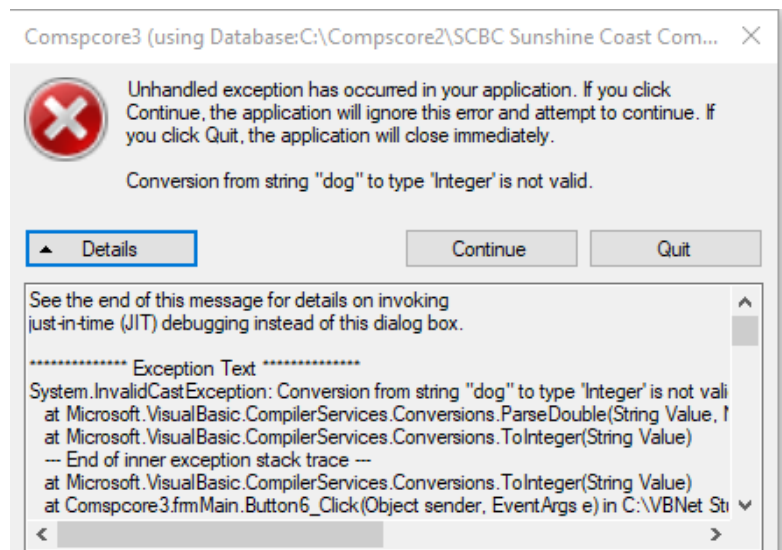 Comspcore3 (using Database:C:\Compscore2\SCBC Sunshine Coast Com...
Unhandled exception has occurred in your application. If you click
Continue, the application will ignore this error and attempt to continue. If
you click Quit, the application will close immediately.
Conversion from string "dog" to type 'Integer' is not valid.
Details
Continue
Quit
See the end of this message for details on invoking
just-in-time (JIT) debugging instead of this dialog box.
************** Exception Text **************
System.InvalidCastException: Conversion from string "dog" to type 'Integer' is not vali
at Microsoft.VisualBasic.CompilerServices.Conversions.ParseDouble(String Value,
at Microsoft.VisualBasic.CompilerServices.Conversions.ToInteger(String Value)
--- End of inner exception stack trace ---
at Microsoft.VisualBasic.CompilerServices.Conversions.ToInteger(String Value)
at Comspcore3.frmMain.Button6_Click(Object sender, EventArgs e) in C:\VBNet